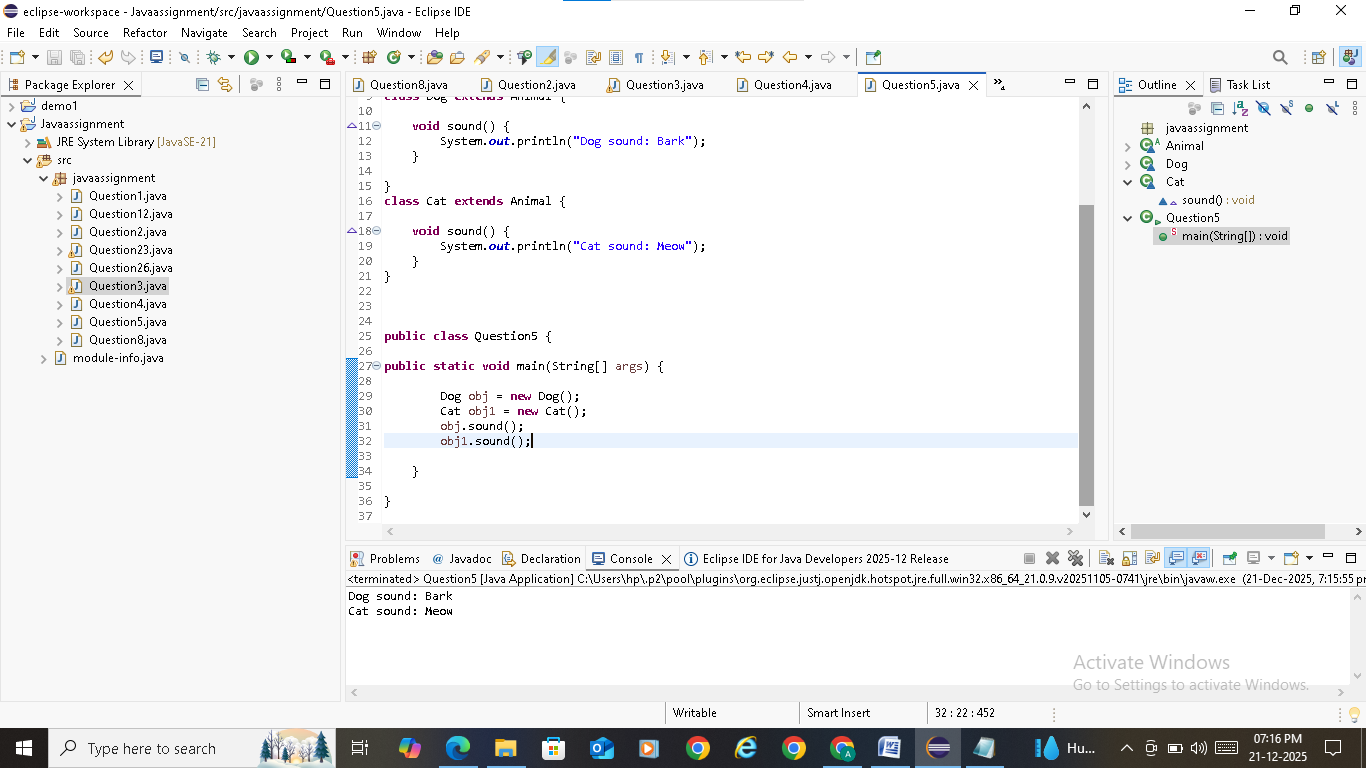 eclipse-workspace - Javaassignment/src/javaassignment/Question5.java - Eclipse IDE
File Edit Source Refactor Navigate Search Project Run Window Help
Package Explorer
demo1
Javaassignment
JRE System Library [JavaSE-21]
src
javaassignment
Question1.java
Question12.java
Question2.java
Question23.java
Question26.java
Question3.java
Question4.java
Question5.java
Question8.java
module-info.java
Question8.java Question2.java Question3.java Question4.java Question5.java
9 class Dog extends Animal {
10
11 void sound() {
12 System.out.println("Dog sound: Bark");
13 }
14
15 }
16 class Cat extends Animal {
17
18 void sound() {
19 System.out.println("Cat sound: Meow");
20 }
21 }
22
23
24
25 public class Question5 {
26
27 public static void main(String[] args) {
28
29 Dog obj = new Dog();
30 Cat obj1 = new Cat();
31 obj.sound();
32 obj1.sound();
33
34 }
35
36 }
37
Outline Task List
javaassignment
Animal
Dog
Cat
sound() : void
Question5
main(String[]) : void
Problems @ Javadoc Declaration Console Eclipse IDE for Java Developers 2025-12 Release
<terminated> Question5 [Java Application] C:\Users\hp\.p2\pool\plugins\org.eclipse.justj.openjdk.hotspot.jre.full.win32.x86_64_21.0.9.v20251105-0741\jre\bin\javaw.exe (21-Dec-2025, 7:15:55 pr
Dog sound: Bark
Cat sound: Meow
Activate Windows
Go to Settings to activate Windows.
Writable Smart Insert 32 : 22 : 452
Type here to search
Hu...
07:16 PM
21-12-2025